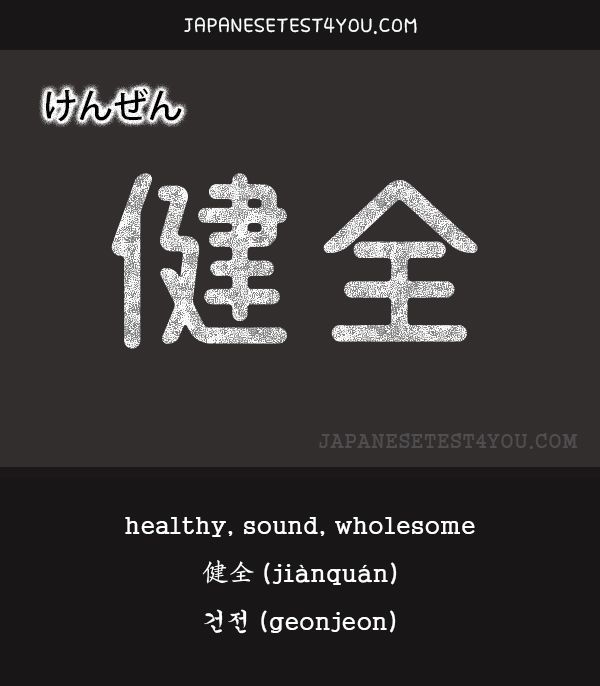 JAPANESETEST4YOU.COM
けんぜん
健全
JAPANESETEST4YOU.COM
healthy, sound, wholesome
健全 (jiànquán)
건전 (geonjeon)